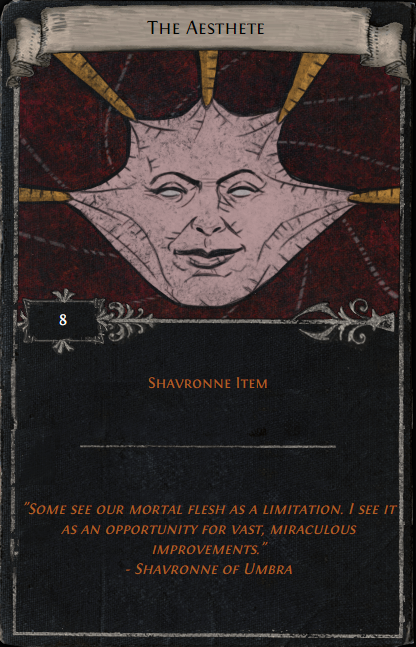 The Aesthete
8
Shavronne Item
"Some see our mortal flesh as a limitation. I see it
as an opportunity for vast, miraculous
improvements."
- Shavronne of Umbra